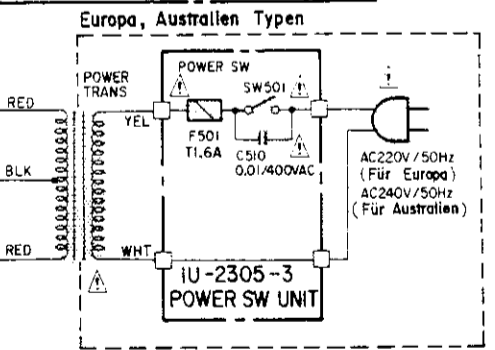 Europa, Australien Typen
POWER TRANS
POWER SW
SW501
RED
YEL
F501
T1.6A
C510
0.01/400VAC
AC220V/50Hz
(Für Europa)
AC240V/50Hz
(Für Australien)
BLK
RED
WHT
IU-2305-3
POWER SW UNIT